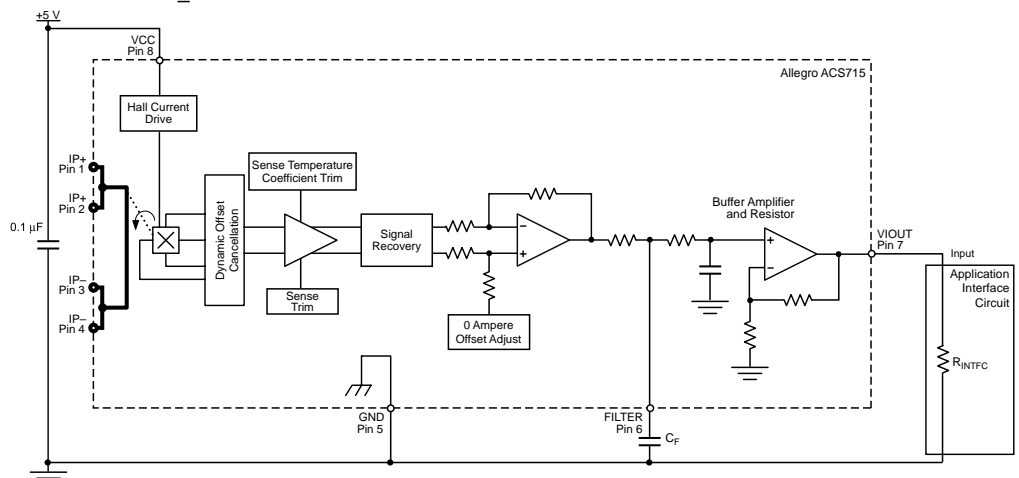 +5 V
VCC
Pin 8
Allegro ACS715
Hall Current
Drive
IP+
Pin 1
IP+
Pin 2
IP–
Pin 3
IP–
Pin 4
0.1 µF
Dynamic Offset
Cancellation
Sense Temperature
Coefficient Trim
Sense
Trim
Signal
Recovery
0 Ampere
Offset Adjust
Buffer Amplifier
and Resistor
VIOUT
Pin 7
Input
Application
Interface
Circuit
RINTFC
GND
Pin 5
FILTER
Pin 6
CF